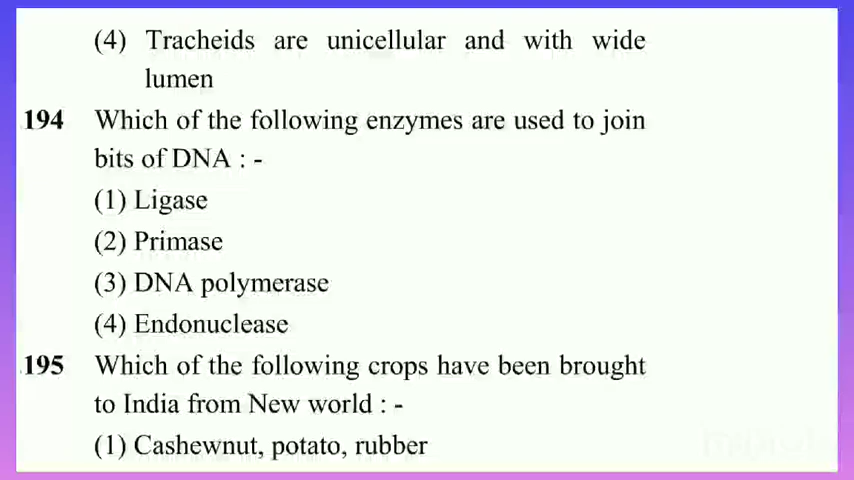 (4) Tracheids are unicellular and with wide
lumen
194 Which of the following enzymes are used to join
bits of DNA : -
(1) Ligase
(2) Primase
(3) DNA polymerase
(4) Endonuclease
195 Which of the following crops have been brought
to India from New world : -
(1) Cashewnut, potato, rubber